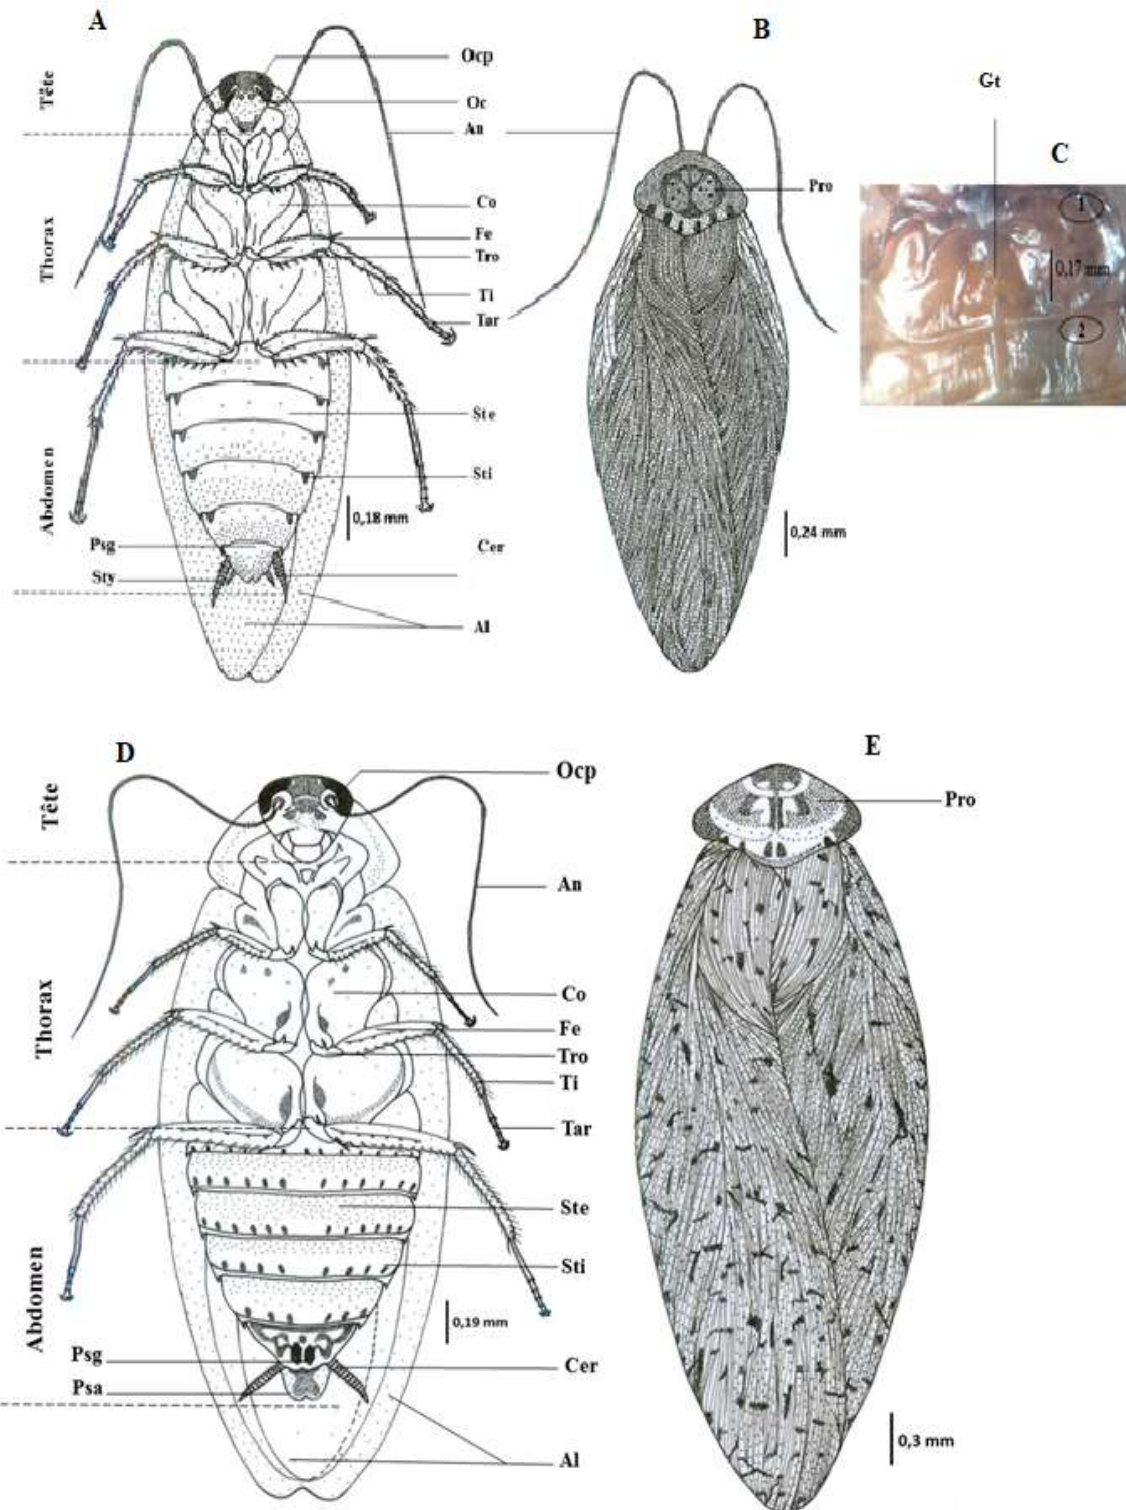 A
B
Gt
C
Tête
Ocp
Oc
An
Pro
1
0,17 mm
2
Thorax
Co
Fe
Tro
Ti
Tar
Abdomen
Ste
Sti
0,18 mm
0,24 mm
Psg
Cer
Sty
Al
D
E
Tête
Ocp
Pro
An
Thorax
Co
Fe
Tro
Ti
Tar
Abdomen
Ste
Sti
0,19 mm
Psg
Cer
Psa
0,3 mm
Al